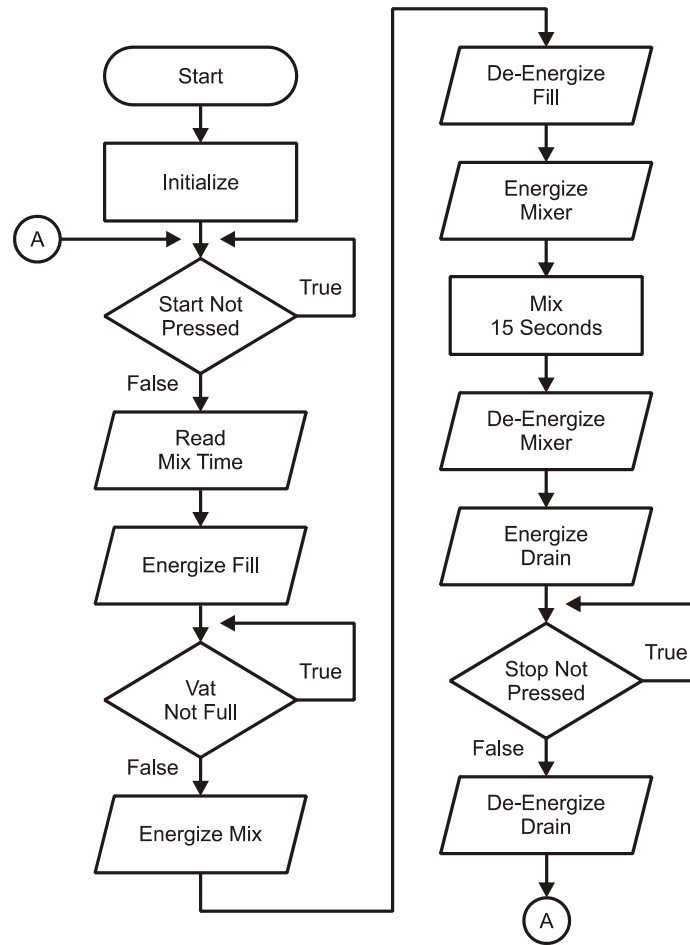 Start
Initialize
A
True
Start Not
Pressed
False
Read
Mix Time
Energize Fill
True
Vat
Not Full
False
Energize Mix
De-Energize
Fill
Energize
Mixer
Mix
15 Seconds
De-Energize
Mixer
Energize
Drain
True
Stop Not
Pressed
False
De-Energize
Drain
A